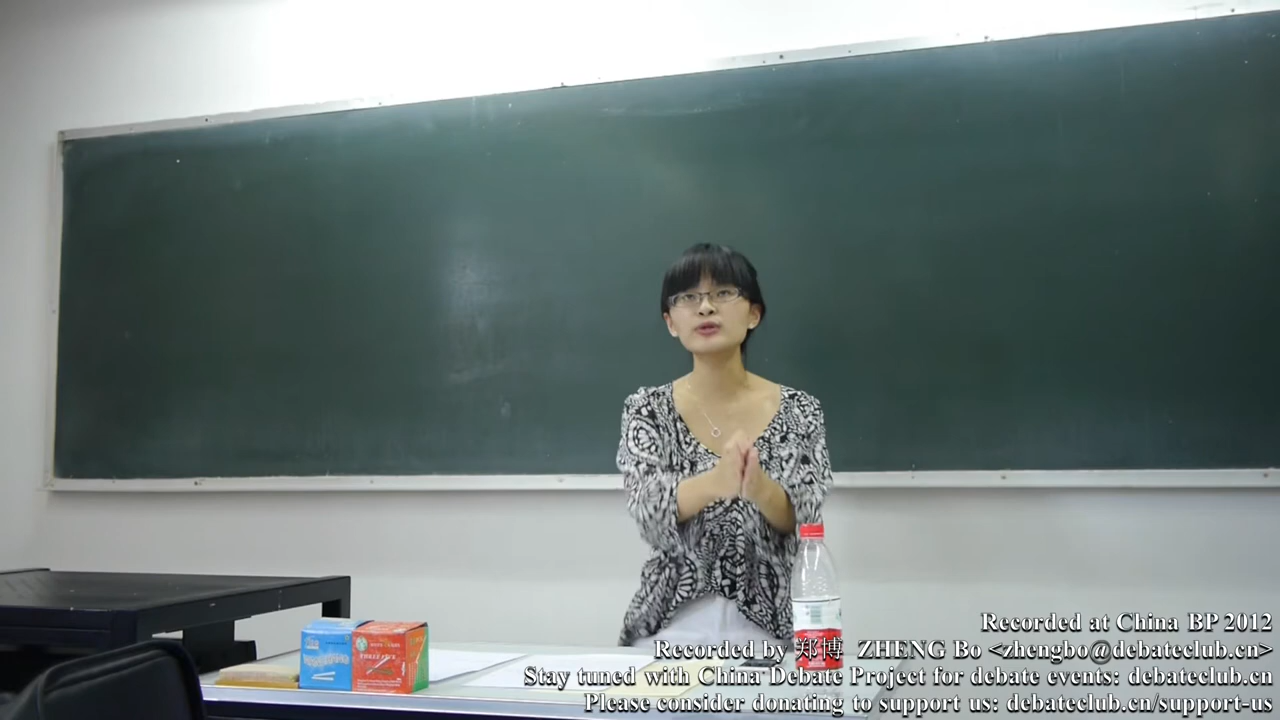 Recorded at China BP 2012
Recorded by 郑博 ZHENG Bo <zhengbo@debateclub.cn>
Stay tuned with China Debate Project for debate events: debateclub.cn
Please consider donating to support us: debateclub.cn/support-us